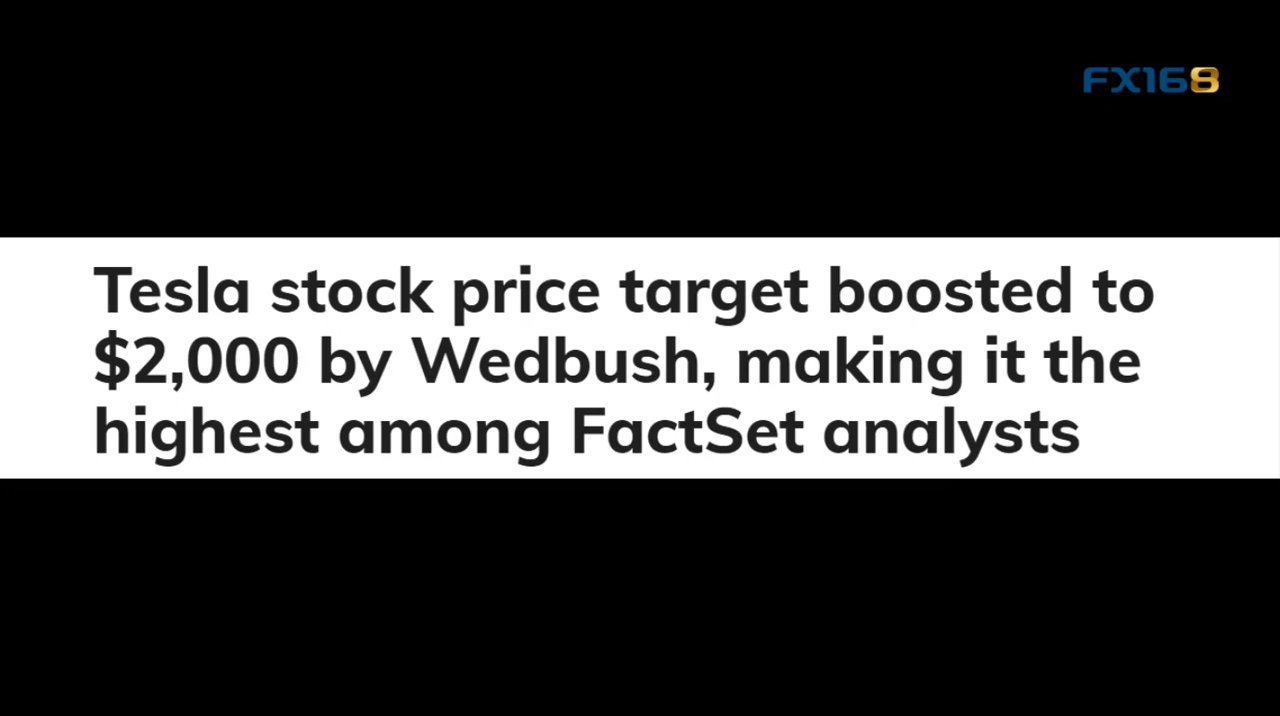 FX168
Tesla stock price target boosted to
$2,000 by Wedbush, making it the
highest among FactSet analysts